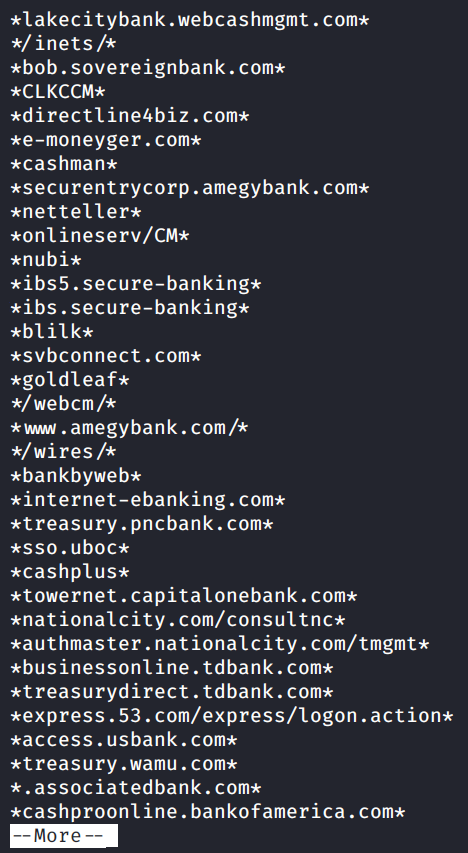 *lakecitybank.webcashmgmt.com*
*/inets/*
*bob.sovereignbank.com*
*CLKCCM*
*directline4biz.com*
*e-moneyger.com*
*cashman*
*securentrycorp.amegybank.com*
*netteller*
*onlineserv/CM*
*nubi*
*ibs5.secure-banking*
*ibs.secure-banking*
*blilk*
*svbconnect.com*
*goldleaf*
*/webcm/*
*www.amegybank.com/*
*/wires/*
*bankbyweb*
*internet-ebanking.com*
*treasury.pncbank.com*
*sso.uboc*
*cashplus*
*towernet.capitalonebank.com*
*nationalcity.com/consultnc*
*authmaster.nationalcity.com/tmgmt*
*businessonline.tdbank.com*
*treasurydirect.tdbank.com*
*express.53.com/express/logon.action*
*access.usbank.com*
*treasury.wamu.com*
*.associatedbank.com*
*cashproonline.bankofamerica.com*
--More--